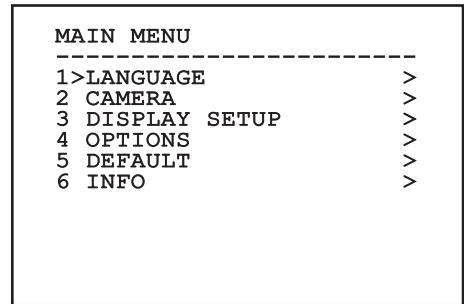 MAIN MENU
------------------------
1>LANGUAGE >
2 CAMERA >
3 DISPLAY SETUP >
4 OPTIONS >
5 DEFAULT >
6 INFO >